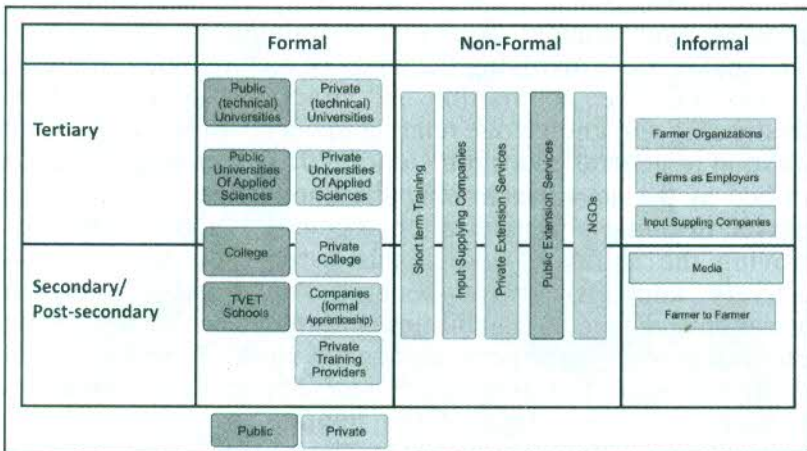 Formal
Non-Formal
Informal
Tertiary
Public
(technical)
Universities
Private
(technical)
Universities
Public
Universities
Of Applied
Sciences
Private
Universities
Of Applied
Sciences
College
Private
College
Secondary/
Post-secondary
TVET
Schools
Companies
(formal
Apprenticeship)
Private
Training
Providers
Short term Training
Input Supplying Companies
Private Extension Services
Public Extension Services
NGOs
Farmer Organizations
Farms as Employers
Input Suppling Companies
Media
Farmer to Farmer
Public
Private